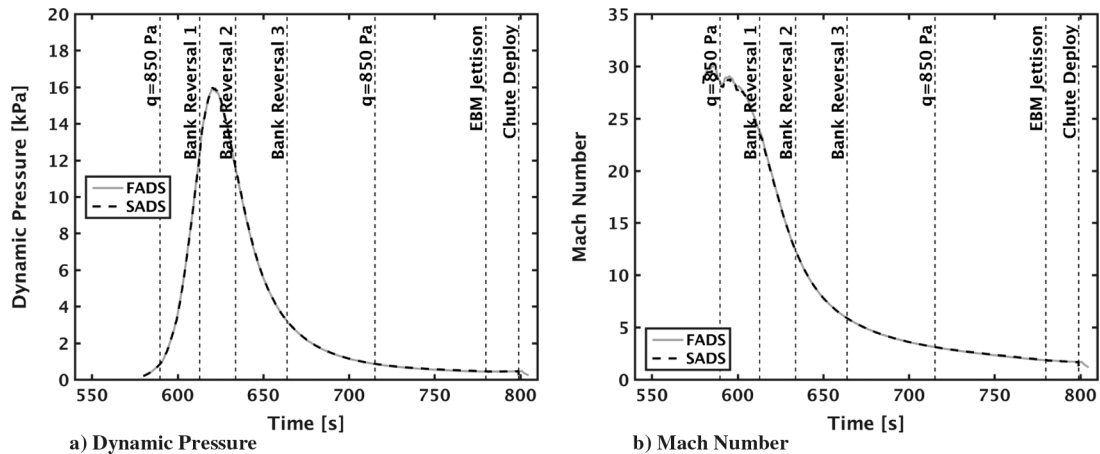 20
18
16
14
12
10
8
6
4
2
0
Dynamic Pressure [kPa]
q=850 Pa
Bank Reversal 1
Bank Reversal 2
Bank Reversal 3
q=850 Pa
EBM Jettison
Chute Deploy
FADS
SADS
550 600 650 700 750 800
Time [s]
a) Dynamic Pressure
35
30
25
20
15
10
5
0
Mach Number
q=850 Pa
Bank Reversal 1
Bank Reversal 2
Bank Reversal 3
q=850 Pa
EBM Jettison
Chute Deploy
FADS
SADS
550 600 650 700 750 800
Time [s]
b) Mach Number